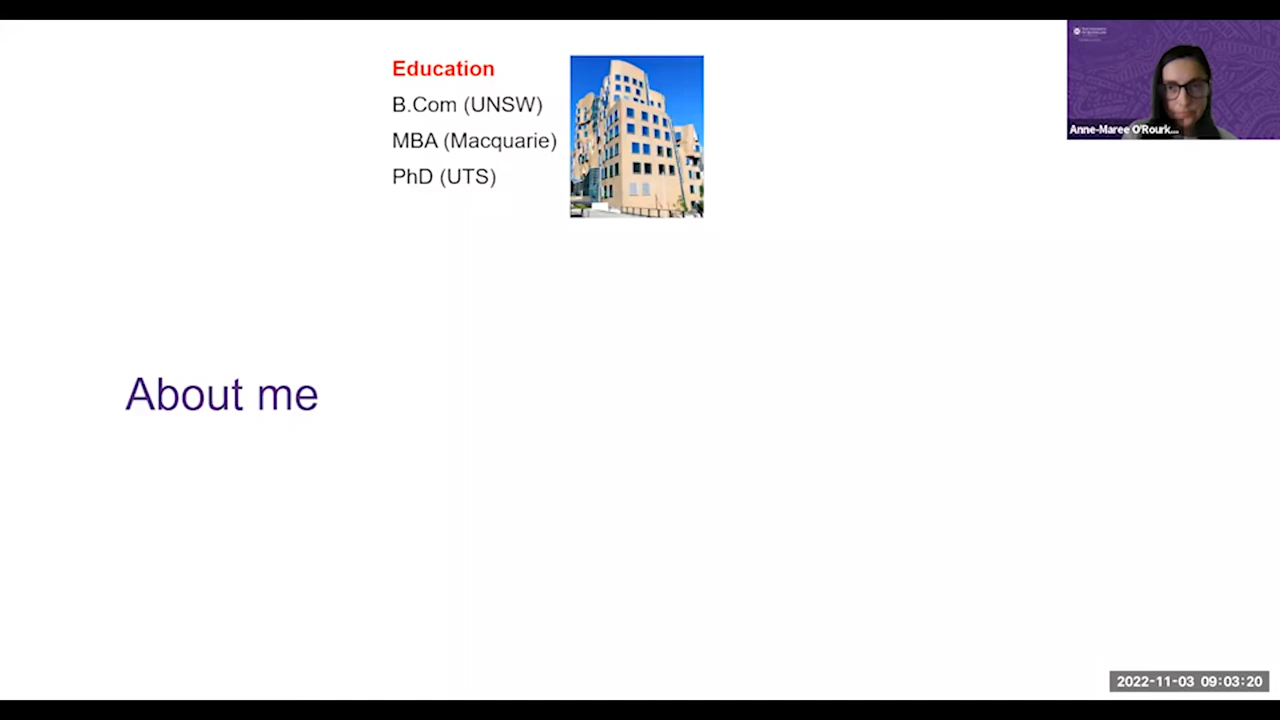 Education
B.Com (UNSW)
MBA (Macquarie)
PhD (UTS)
Anne-Maree O'Rourk...
About me
2022-11-03 09:03:20